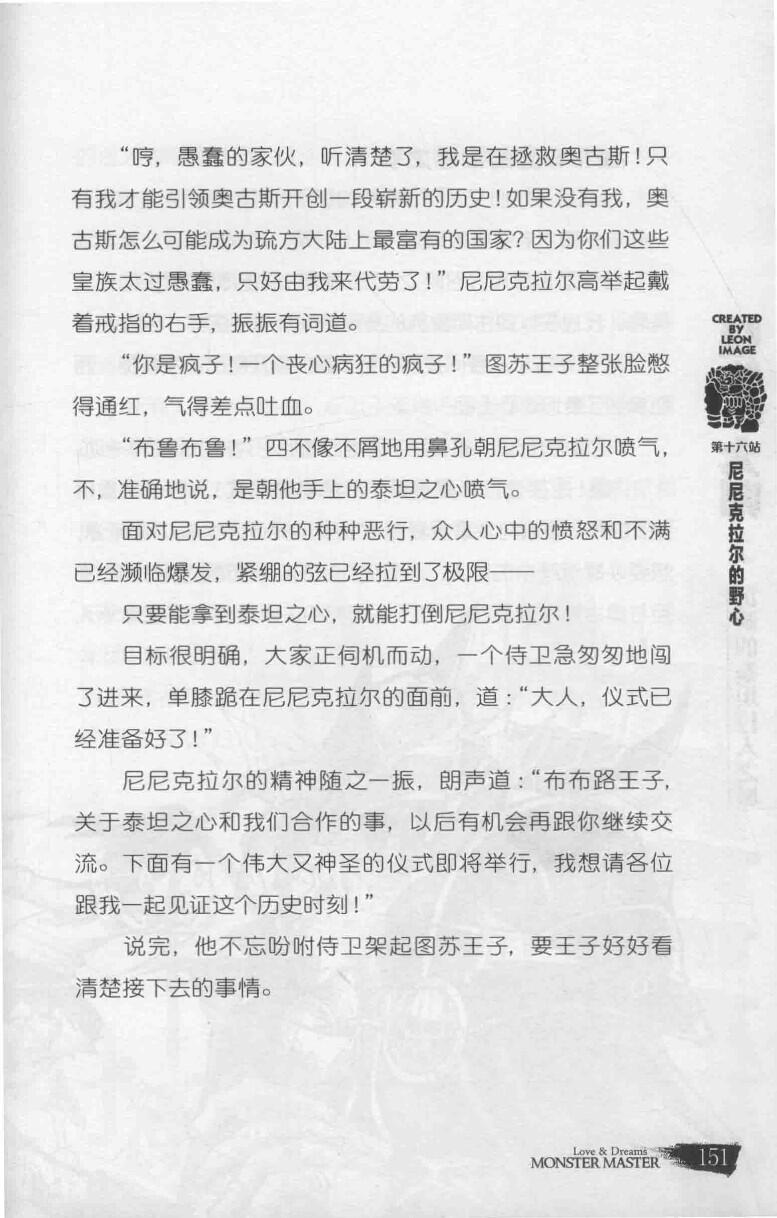 “哼，愚蠢的家伙，听清楚了，我是在拯救奥古斯！只
有我才能引领奥古斯开创一段崭新的历史！如果没有我，奥
古斯怎么可能成为琉方大陆上最富有的国家？因为你们这些
皇族太过愚蠢，只好由我来代劳了！”尼尼克拉尔高举起戴
着戒指的右手，振振有词道。
“你是疯子！一个丧心病狂的疯子！”图苏王子整张脸憋
得通红，气得差点吐血。
“布鲁布鲁！”四不像不屑地用鼻孔朝尼尼克拉尔喷气，
不，准确地说，是朝他手上的泰坦之心喷气。
面对尼尼克拉尔的种种恶行，众人心中的愤怒和不满
已经濒临爆发，紧绷的弦已经拉到了极限——
只要能拿到泰坦之心，就能打倒尼尼克拉尔！
目标很明确，大家正伺机而动，一个侍卫急匆匆地闯
了进来，单膝跪在尼尼克拉尔的面前，道：“大人，仪式已
经准备好了！”
尼尼克拉尔的精神随之一振，朗声道：“布布路王子，
关于泰坦之心和我们合作的事，以后有机会再跟你继续交
流。下面有一个伟大又神圣的仪式即将举行，我想请各位
跟我一起见证这个历史时刻！”
说完，他不忘吩咐侍卫架起图苏王子，要王子好好看
清楚接下去的事情。
CREATED
BY
LEON
IMAGE
第十六站
尼尼克拉尔的野心
Love & Dreams
MONSTER MASTER
151